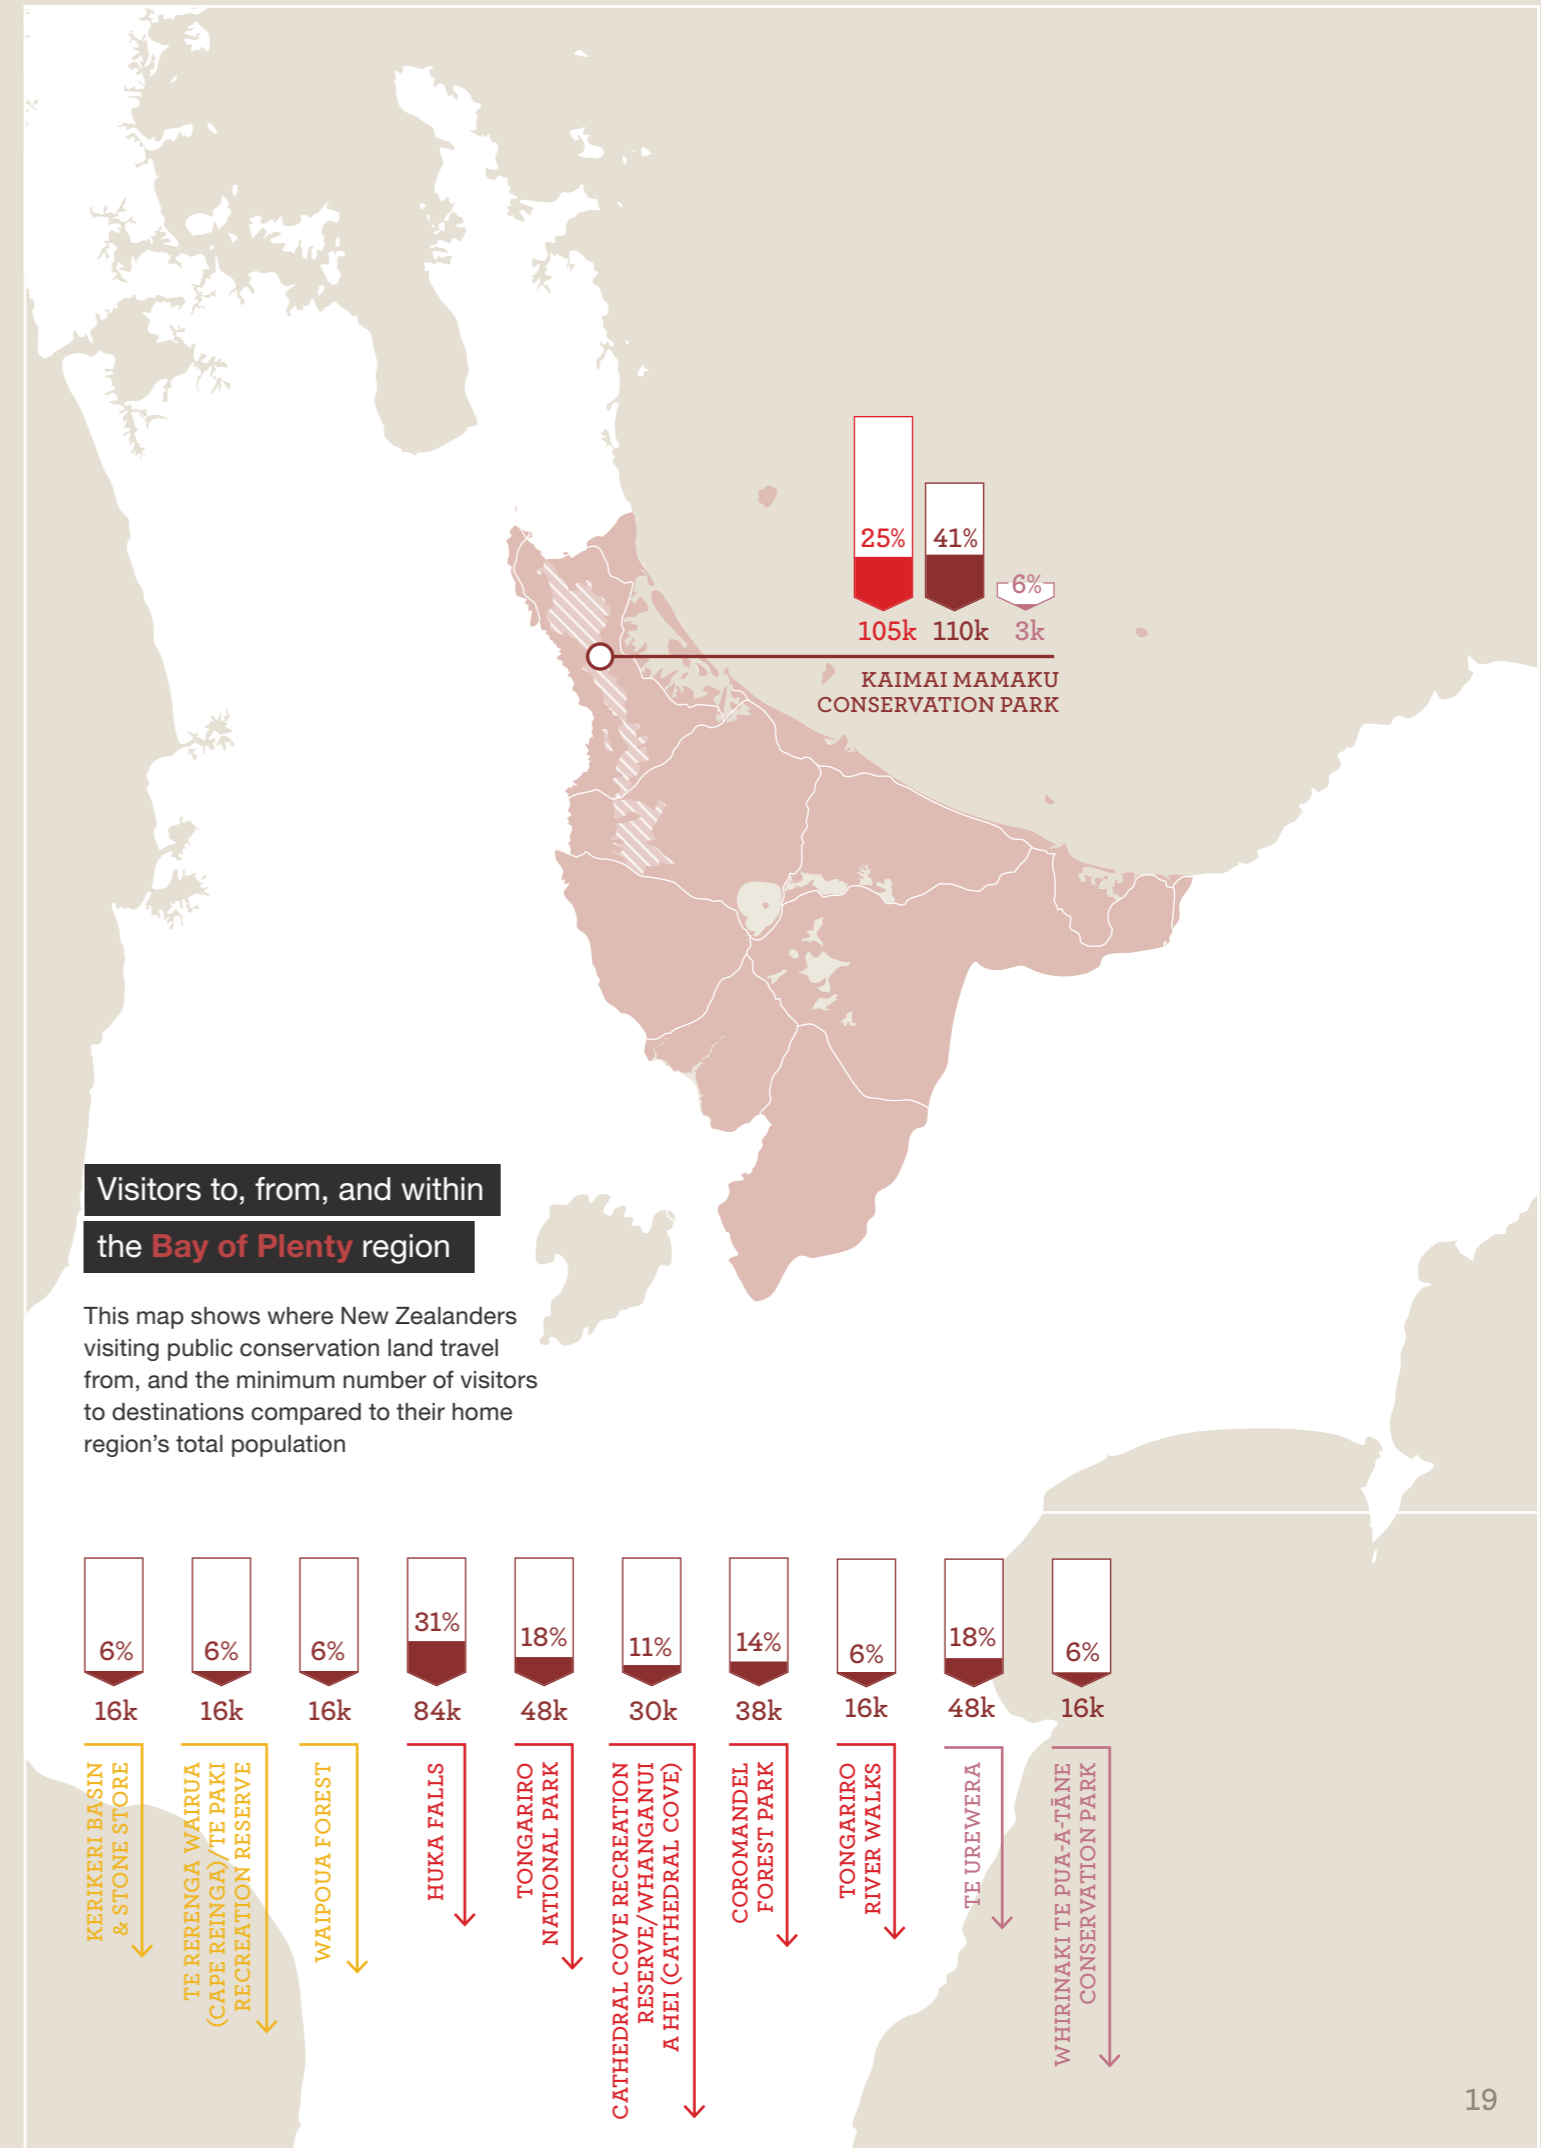 25%
41%
6%
105k
110k
3k
KAIMAI MAMAKU
CONSERVATION PARK
Visitors to, from, and within
the Bay of Plenty region
This map shows where New Zealanders
visiting public conservation land travel
from, and the minimum number of visitors
to destinations compared to their home
region’s total population
6%
6%
6%
31%
18%
11%
14%
6%
18%
6%
16k
16k
16k
84k
48k
30k
38k
16k
48k
16k
KERIKERI BASIN
& STONE STORE
TE RERENGA WAIRUA
(CAPE REINGA)/TE PAKI
RECREATION RESERVE
WAIPOUA FOREST
HUKA FALLS
TONGARIRO
NATIONAL PARK
CATHEDRAL COVE RECREATION
RESERVE/WHANGANUI
A HEI (CATHEDRAL COVE)
COROMANDEL
FOREST PARK
TONGARIRO
RIVER WALKS
TE UREWERA
WHIRINAKI TE PUA-A-TĀNE
CONSERVATION PARK
19